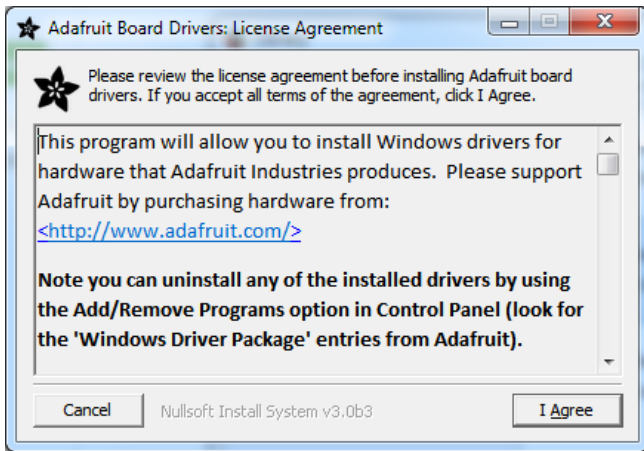 Adafruit Board Drivers: License Agreement
Please review the license agreement before installing Adafruit board
drivers. If you accept all terms of the agreement, click I Agree.
This program will allow you to install Windows drivers for
hardware that Adafruit Industries produces.  Please support
Adafruit by purchasing hardware from:
<http://www.adafruit.com/>
Note you can uninstall any of the installed drivers by using
the Add/Remove Programs option in Control Panel (look for
the 'Windows Driver Package' entries from Adafruit).
Cancel
Nullsoft Install System v3.0b3
I Agree